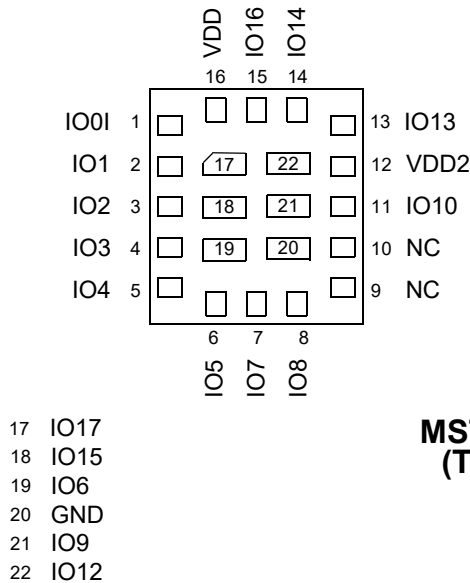 VDD IO16 IO14
16 15 14
IO0I 1 13 IO13
IO1 2 17 22 12 VDD2
IO2 3 18 21 11 IO10
IO3 4 19 20 10 NC
IO4 5 9 NC
6 7 8
IO5 IO7 IO8
17 IO17
18 IO15
19 IO6
20 GND
21 IO9
22 IO12
(T